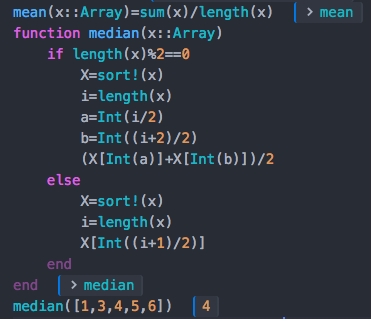 mean(x::Array)=sum(x)/length(x) > mean
function median(x::Array)
    if length(x)%2==0
        X=sort!(x)
        i=length(x)
        a=Int(i/2)
        b=Int((i+2)/2)
        (X[Int(a)]+X[Int(b)])/2
    else
        X=sort!(x)
        i=length(x)
        X[Int((i+1)/2)]
    end
end > median
median([1,3,4,5,6]) 4